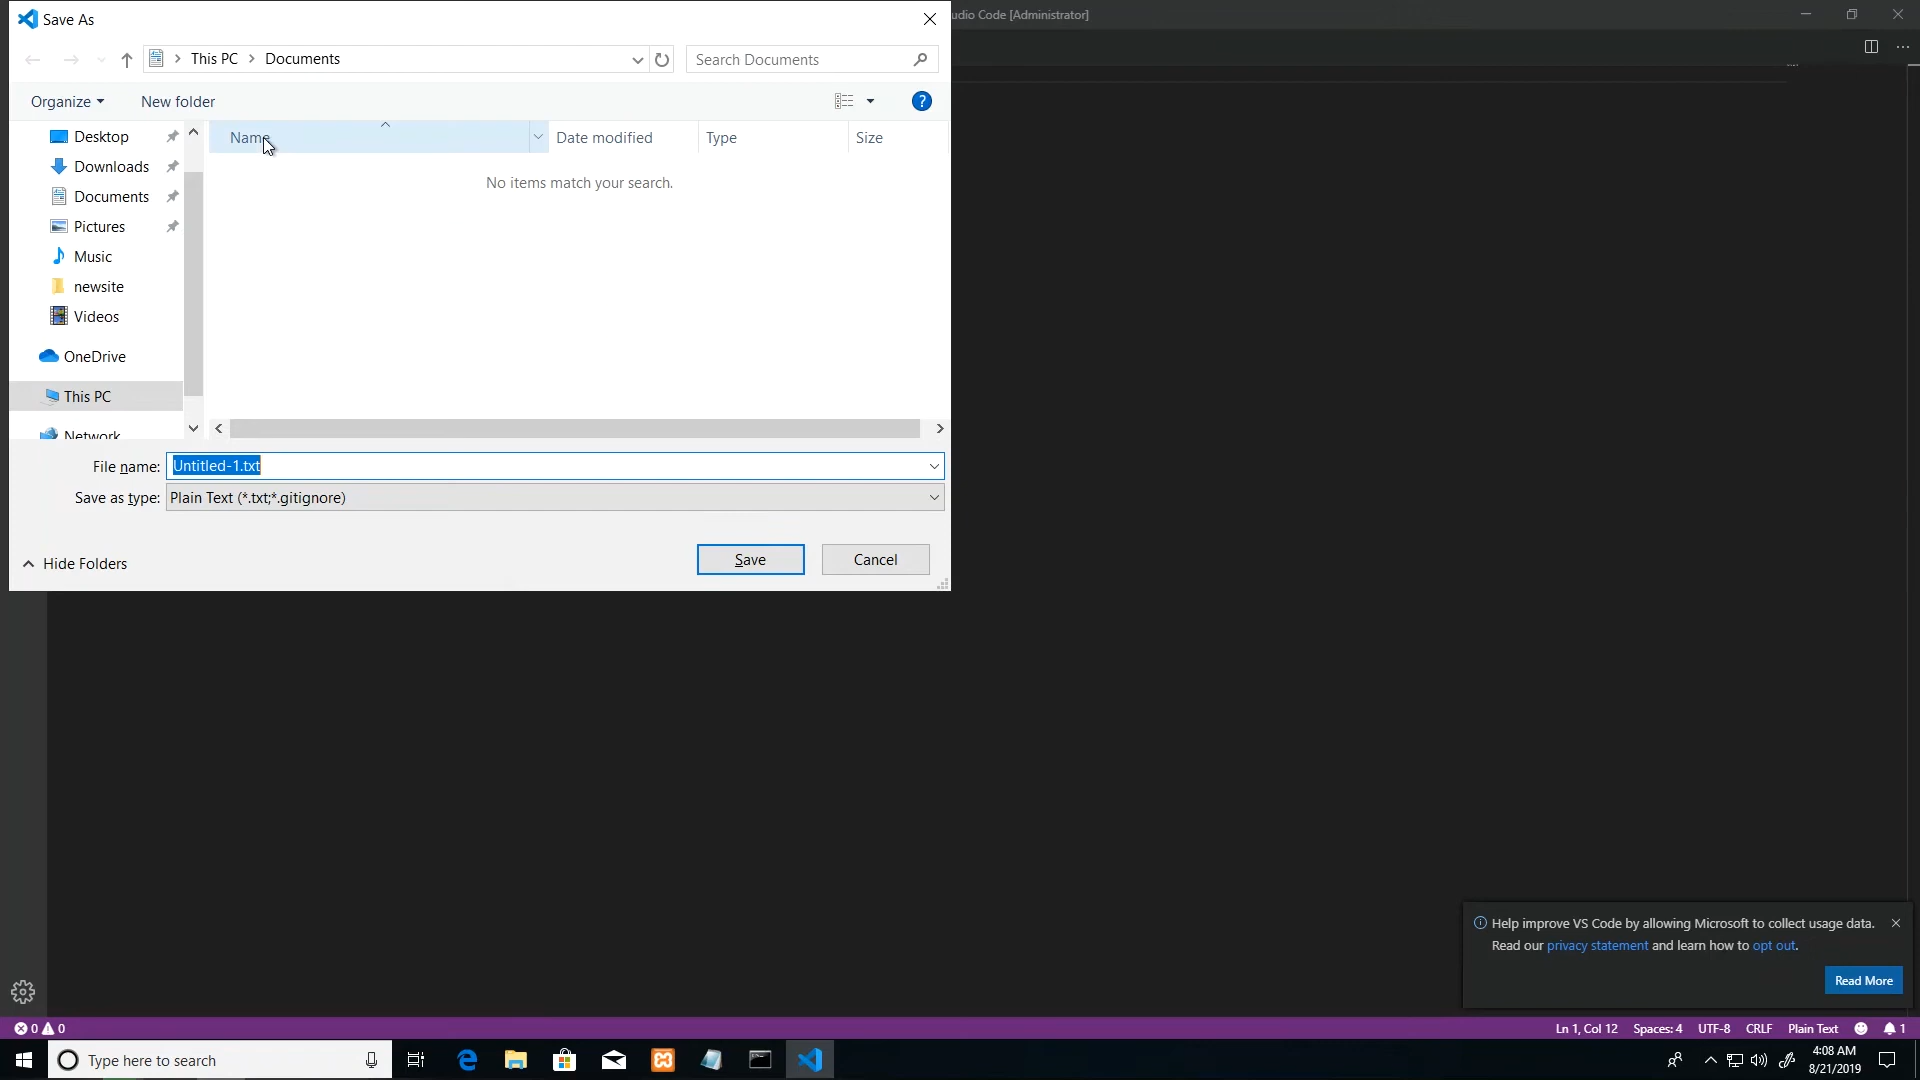 Save As
udio Code [Administrator]
This PC
Documents
Search Documents
Organize
New folder
?
Name
Date modified
Type
Size
No items match your search.
Desktop
Downloads
Documents
Pictures
Music
newsite
Videos
OneDrive
This PC
Network
File name: Untitled-1.txt
Save as type: Plain Text (*.txt;*.gitignore)
Hide Folders
Save
Cancel
Help improve VS Code by allowing Microsoft to collect usage data.
Read our privacy statement and learn how to opt out.
Read More
0 0
Ln 1, Col 12 Spaces: 4 UTF-8 CRLF Plain Text 1
Type here to search
4:08 AM
8/21/2019